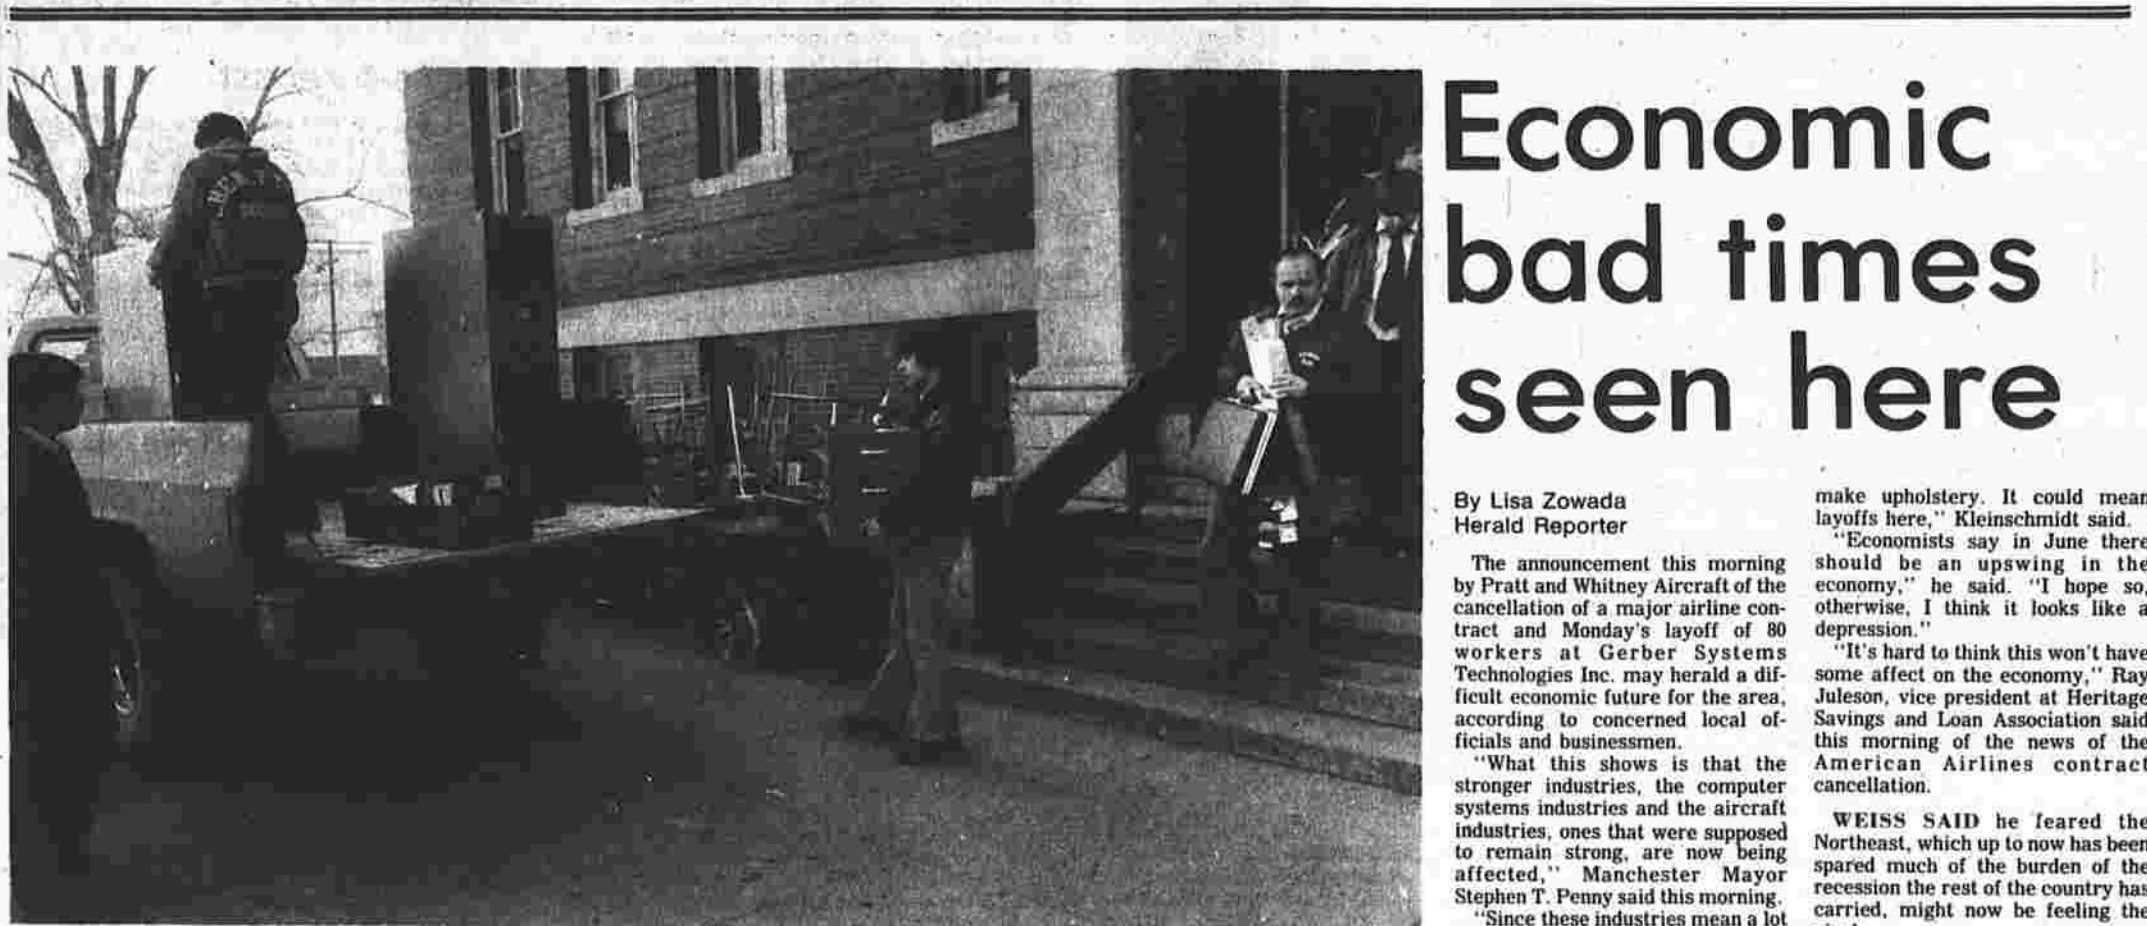 Economic
bad times
seen here
By Lisa Zowada
Herald Reporter
The announcement this morning
by Pratt and Whitney Aircraft of the
cancellation of a major airline con-
tract and Monday's layoff of 80
workers at Gerber Systems
Technologies Inc. may herald a dif-
ficult economic future for the area,
according to concerned local of-
ficials and businessmen.
"What this shows is that the
stronger industries, the computer
systems industries and the aircraft
industries, ones that were supposed
to remain strong, are now being
affected," Manchester Mayor
Stephen T. Penny said this morning.
"Since these industries mean a lot
make upholstery. It could mean
layoffs here," Kleinschmidt said.
"Economists say in June there
should be an upswing in the
economy," he said. "I hope so,
otherwise, I think it looks like a
depression."
"It's hard to think this won't have
some affect on the economy," Ray
Juleson, vice president at Heritage
Savings and Loan Association said
this morning of the news of the
American Airlines contract
cancellation.
WEISS SAID he feared the
Northeast, which up to now has been
spared much of the burden of the
recession the rest of the country has
carried, might now be feeling the